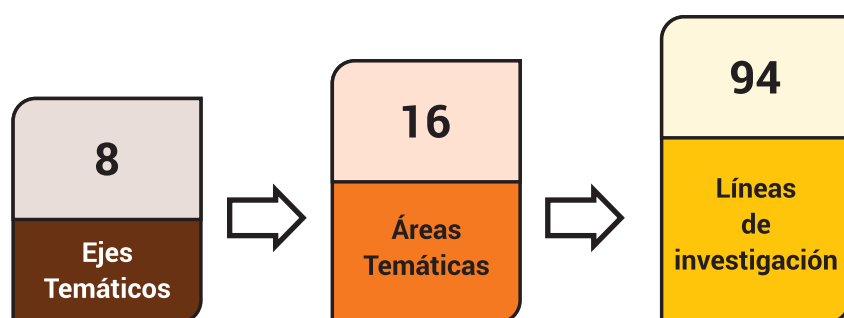 8
Ejes
Temáticos
16
Áreas
Temáticas
94
Líneas
de
investigación